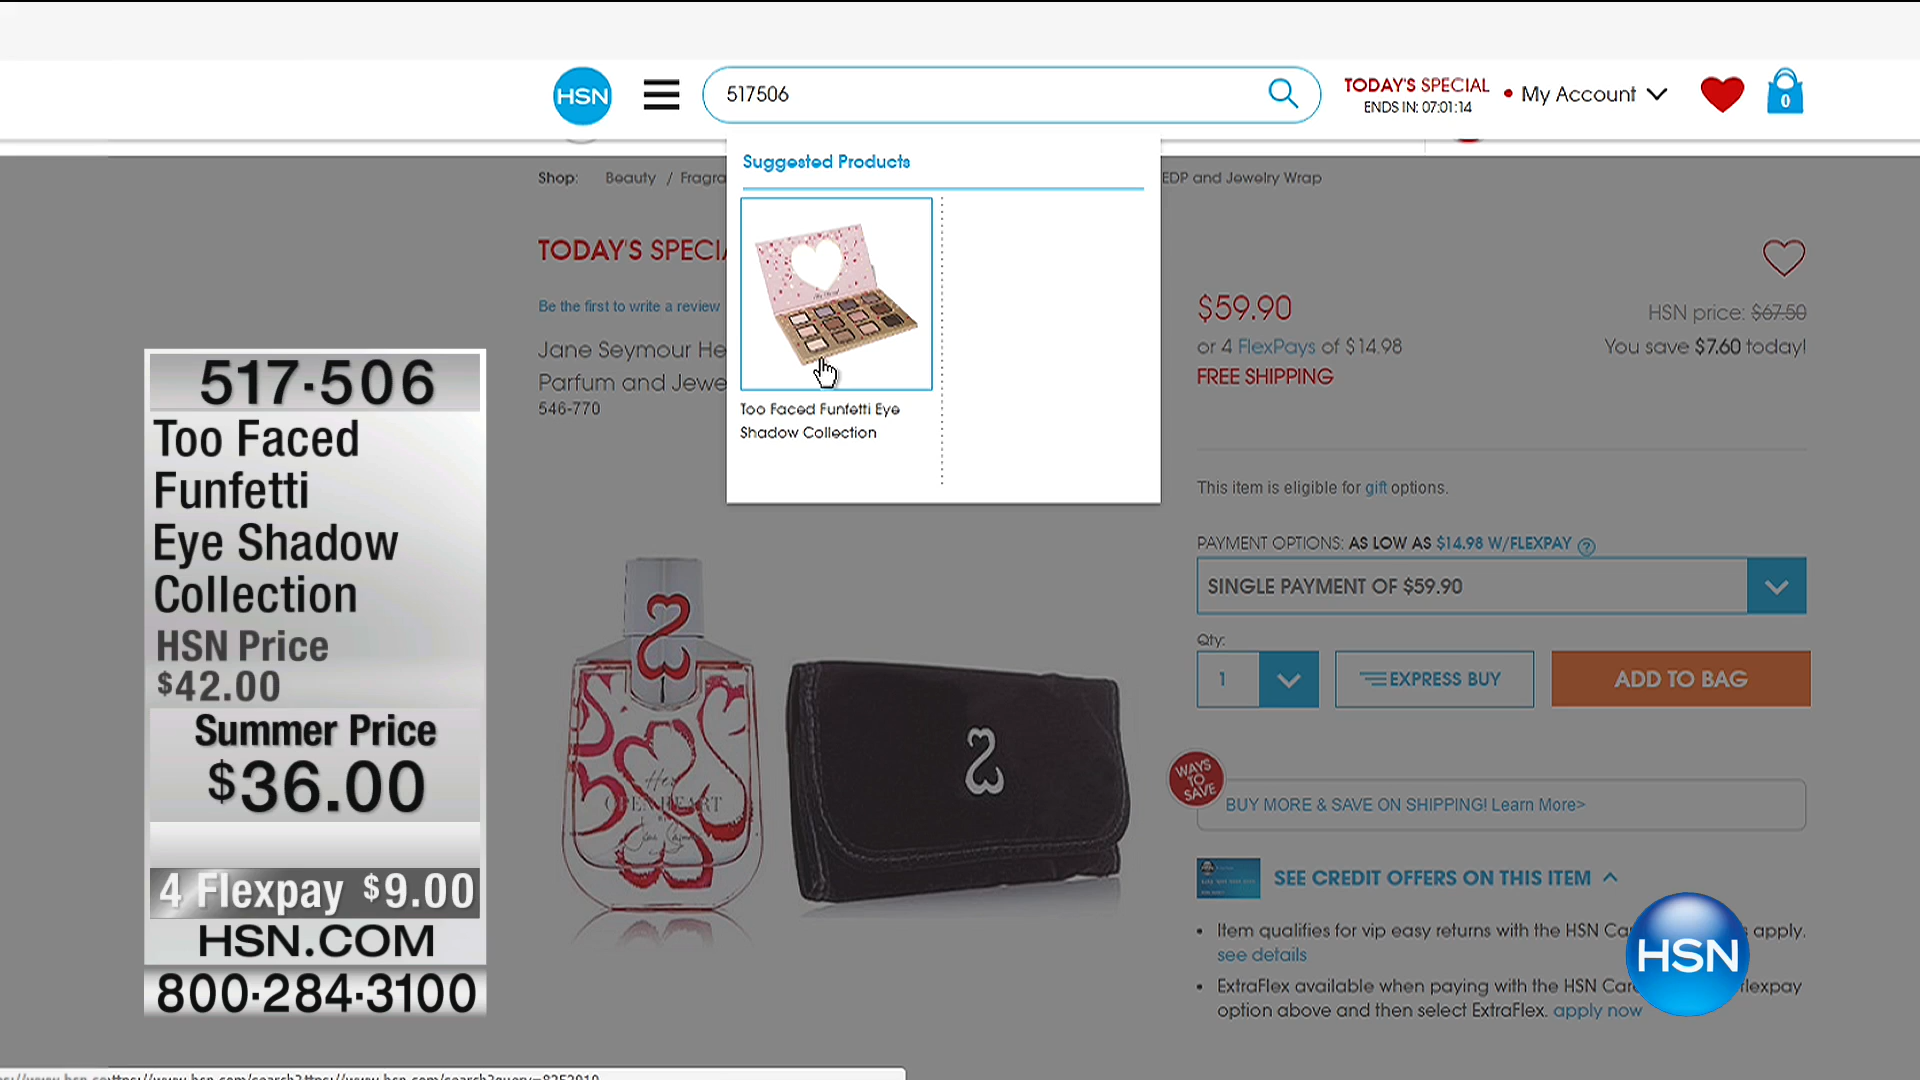 HSN
517506
TODAY'S SPECIAL
ENDS IN: 07:01:14
My Account
0
Suggested Products
Shop: Beauty / Fragra
EDP and Jewelry Wrap
TODAY'S SPECIA
Be the first to write a review
Jane Seymour He
Parfum and Jewe
546-770
Too Faced Funfetti Eye
Shadow Collection
$59.90
HSN price: $67.50
or 4 FlexPays of $14.98
You save $7.60 today!
FREE SHIPPING
This item is eligible for gift options.
PAYMENT OPTIONS: AS LOW AS $14.98 W/FLEXPAY ?
SINGLE PAYMENT OF $59.90
Qty:
1
EXPRESS BUY
ADD TO BAG
WAYS
TO
SAVE
BUY MORE & SAVE ON SHIPPING! Learn More>
SEE CREDIT OFFERS ON THIS ITEM
• Item qualifies for vip easy returns with the HSN Ca apply.
see details
• ExtraFlex available when paying with the HSN Car flexpay
option above and then select ExtraFlex. apply now
HSN
517·506
Too Faced
Funfetti
Eye Shadow
Collection
HSN Price
$42.00
Summer Price
$36.00
4 Flexpay $9.00
HSN.COM
800·284·3100
OPEN HEART